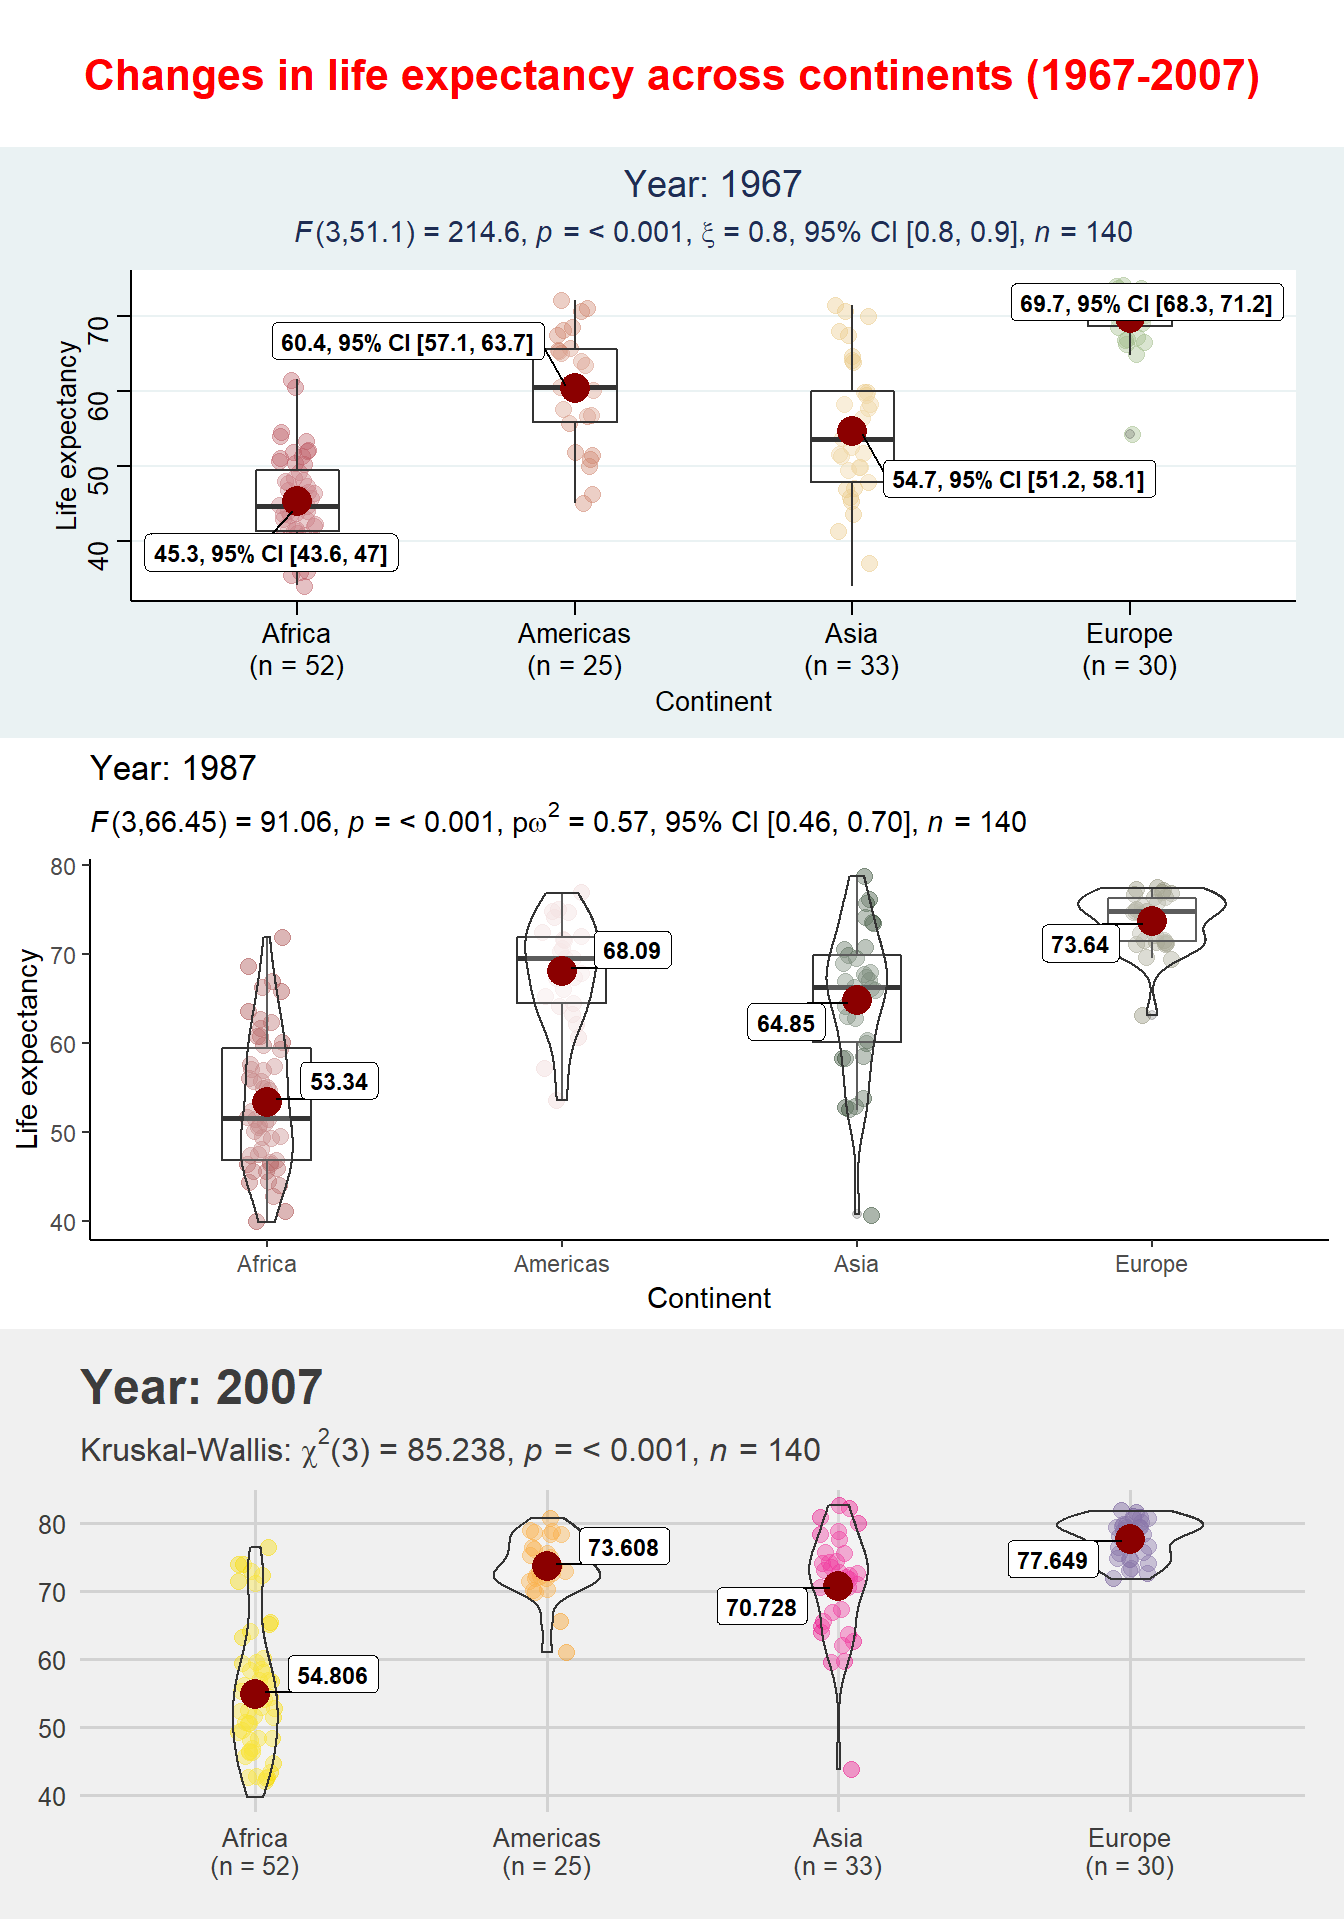 Changes in life expectancy across continents (1967-2007)
Year: 1967
F(3,51.1) = 214.6, p = < 0.001, ξ = 0.8, 95% CI [0.8, 0.9], n = 140
Life expectancy
70
60
50
40
69.7, 95% CI [68.3, 71.2]
60.4, 95% CI [57.1, 63.7]
54.7, 95% CI [51.2, 58.1]
45.3, 95% CI [43.6, 47]
Africa Americas Asia Europe
(n = 52) (n = 25) (n = 33) (n = 30)
Continent
Year: 1987
F(3,66.45) = 91.06, p = < 0.001, pω² = 0.57, 95% CI [0.46, 0.70], n = 140
Life expectancy
80
70
60
50
40
73.64
68.09
64.85
53.34
Africa Americas Asia Europe
Continent
Year: 2007
Kruskal-Wallis: χ²(3) = 85.238, p = < 0.001, n = 140
80
70
60
50
40
73.608
77.649
70.728
54.806
Africa Americas Asia Europe
(n = 52) (n = 25) (n = 33) (n = 30)